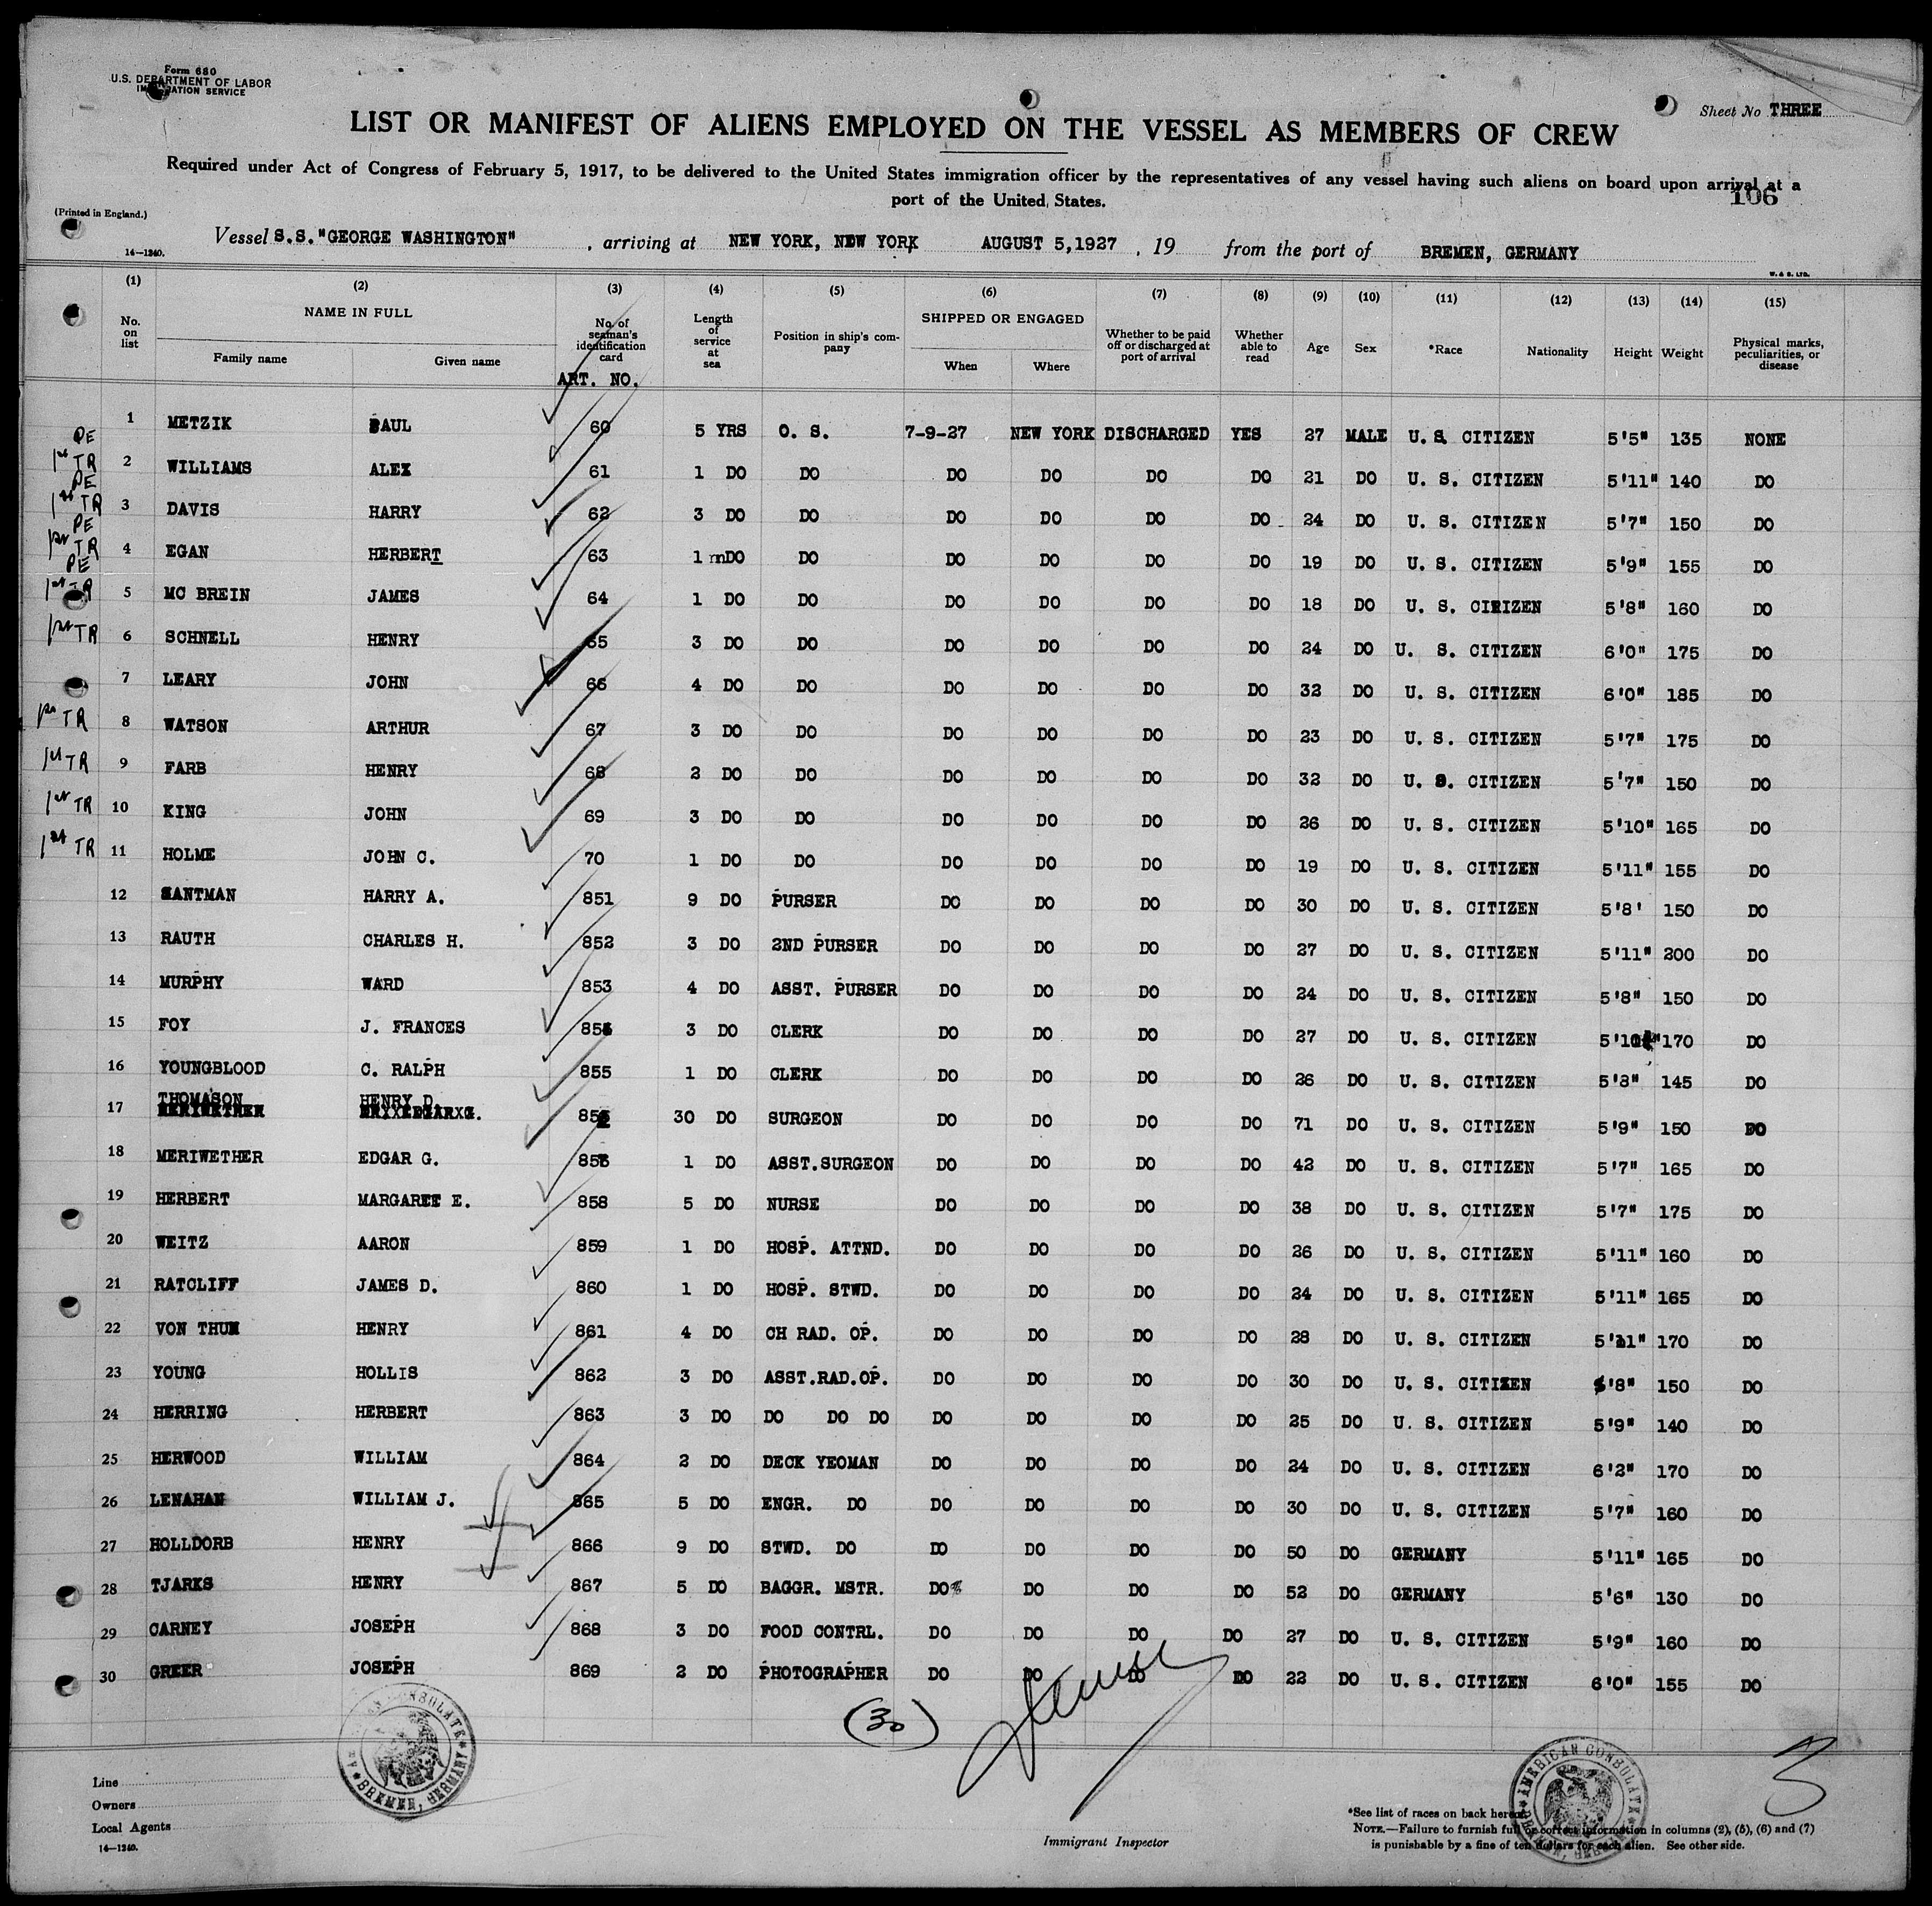 Form 680
U.S. DEPARTMENT OF LABOR
IMMIGRATION SERVICE
Sheet No THREE
LIST OR MANIFEST OF ALIENS EMPLOYED ON THE VESSEL AS MEMBERS OF CREW
Required under Act of Congress of February 5, 1917, to be delivered to the United States immigration officer by the representatives of any vessel having such aliens on board upon arrival at a
port of the United States.
106
(Printed in England.)
Vessel S.S."GEORGE WASHINGTON" , arriving at NEW YORK, NEW YORK AUGUST 5,1927 , 19 from the port of BREMEN, GERMANY
14—1240.
W. & S. LTD.
(1) (2) (3) (4) (5) (6) (7) (8) (9) (10) (11) (12) (13) (14) (15)
No. on list NAME IN FULL Family name Given name No. of seaman's identification card Length of service at sea Position in ship's company SHIPPED OR ENGAGED When Where Whether to be paid off or discharged at port of arrival Whether able to read Age Sex *Race Nationality Height Weight Physical marks, peculiarities, or disease
ART. NO.
1 METZIK PAUL 60 5 YRS O. S. 7-9-27 NEW YORK DISCHARGED YES 27 MALE U.S. CITIZEN 5'5" 135 NONE
PE 1st TR 2 WILLIAMS ALEX 61 1 DO DO DO DO DO DO 21 DO U. S. CITIZEN 5'11" 140 DO
PE 1st TR 3 DAVIS HARRY 62 3 DO DO DO DO DO DO 24 DO U. S. CITIZEN 5'7" 150 DO
PE 1st TR 4 EGAN HERBERT 63 1 mDO DO DO DO DO DO 19 DO U. S. CITIZEN 5'9" 155 DO
PE 1st TR 5 MC BREIN JAMES 64 1 DO DO DO DO DO DO 18 DO U. S. CITIZEN 5'8" 160 DO
1st TR 6 SCHNELL HENRY 65 3 DO DO DO DO DO DO 24 DO U. S. CITIZEN 6'0" 175 DO
7 LEARY JOHN 66 4 DO DO DO DO DO DO 32 DO U. S. CITIZEN 6'0" 185 DO
1st TR 8 WATSON ARTHUR 67 3 DO DO DO DO DO DO 23 DO U. S. CITIZEN 5'7" 175 DO
1st TR 9 FARB HENRY 68 2 DO DO DO DO DO DO 32 DO U. S. CITIZEN 5'7" 150 DO
1st TR 10 KING JOHN 69 3 DO DO DO DO DO DO 26 DO U. S. CITIZEN 5'10" 165 DO
1st TR 11 HOLME JOHN C. 70 1 DO DO DO DO DO DO 19 DO U. S. CITIZEN 5'11" 155 DO
12 SANTMAN HARRY A. 851 9 DO PURSER DO DO DO DO 30 DO U. S. CITIZEN 5'8' 150 DO
13 RAUTH CHARLES H. 852 3 DO 2ND PURSER DO DO DO DO 27 DO U. S. CITIZEN 5'11" 200 DO
14 MURPHY WARD 853 4 DO ASST. PURSER DO DO DO DO 24 DO U. S. CITIZEN 5'8" 150 DO
15 FOY J. FRANCES 3 DO CLERK DO DO DO DO 27 DO U. S. CITIZEN 170 DO
16 YOUNGBLOOD C. RALPH 855 1 DO CLERK DO DO DO DO 26 DO U. S. CITIZEN 5'8" 145 DO
17 THOMASON HENRY D. 30 DO SURGEON DO DO DO DO 71 DO U. S. CITIZEN 5'9" 150 DO
18 MERIWETHER EDGAR G. 1 DO ASST.SURGEON DO DO DO DO 42 DO U. S. CITIZEN 5'7" 165 DO
19 HERBERT MARGARET E. 858 5 DO NURSE DO DO DO DO 38 DO U. S. CITIZEN 5'7" 175 DO
20 WEITZ AARON 859 1 DO HOSP. ATTND. DO DO DO DO 26 DO U. S. CITIZEN 5'11" 160 DO
21 RATCLIFF JAMES D. 860 1 DO HOSP. STWD. DO DO DO DO 24 DO U. S. CITIZEN 5'11" 165 DO
22 VON THUN HENRY 861 4 DO CH RAD. OP. DO DO DO DO 28 DO U. S. CITIZEN 5'11" 170 DO
23 YOUNG HOLLIS 862 3 DO ASST.RAD.OP. DO DO DO DO 30 DO U. S. CITIZEN 5'8" 150 DO
24 HERRING HERBERT 863 3 DO DO DO DO DO DO DO DO 25 DO U. S. CITIZEN 5'9" 140 DO
25 HERWOOD WILLIAM 864 2 DO DECK YEOMAN DO DO DO DO 24 DO U. S. CITIZEN 6'2" 170 DO
26 LENAHAN WILLIAM J. 865 5 DO ENGR. DO DO DO DO DO 30 DO U. S. CITIZEN 5'7" 160 DO
27 HOLLDORB HENRY 866 9 DO STWD. DO DO DO DO DO 50 DO GERMANY 5'11" 165 DO
28 TJARKS HENRY 867 5 DO BAGGR. MSTR. DO DO DO DO 52 DO GERMANY 5'6" 130 DO
29 CARNEY JOSEPH 868 3 DO FOOD CONTRL. DO DO DO DO 27 DO U. S. CITIZEN 5'9" 160 DO
30 GREER JOSEPH 869 2 DO PHOTOGRAPHER DO DO DO DO 22 DO U.S. CITIZEN 6'0" 155 DO
(30)
3
AMERICAN CONSULATE BREMEN, GERMANY
AMERICAN CONSULATE BREMEN, GERMANY
Line
Owners
Local Agents
14—1240.
Immigrant Inspector
*See list of races on back hereof.
NOTE.—Failure to furnish full or correct information in columns (2), (5), (6) and (7)
is punishable by a fine of ten dollars for each alien. See other side.